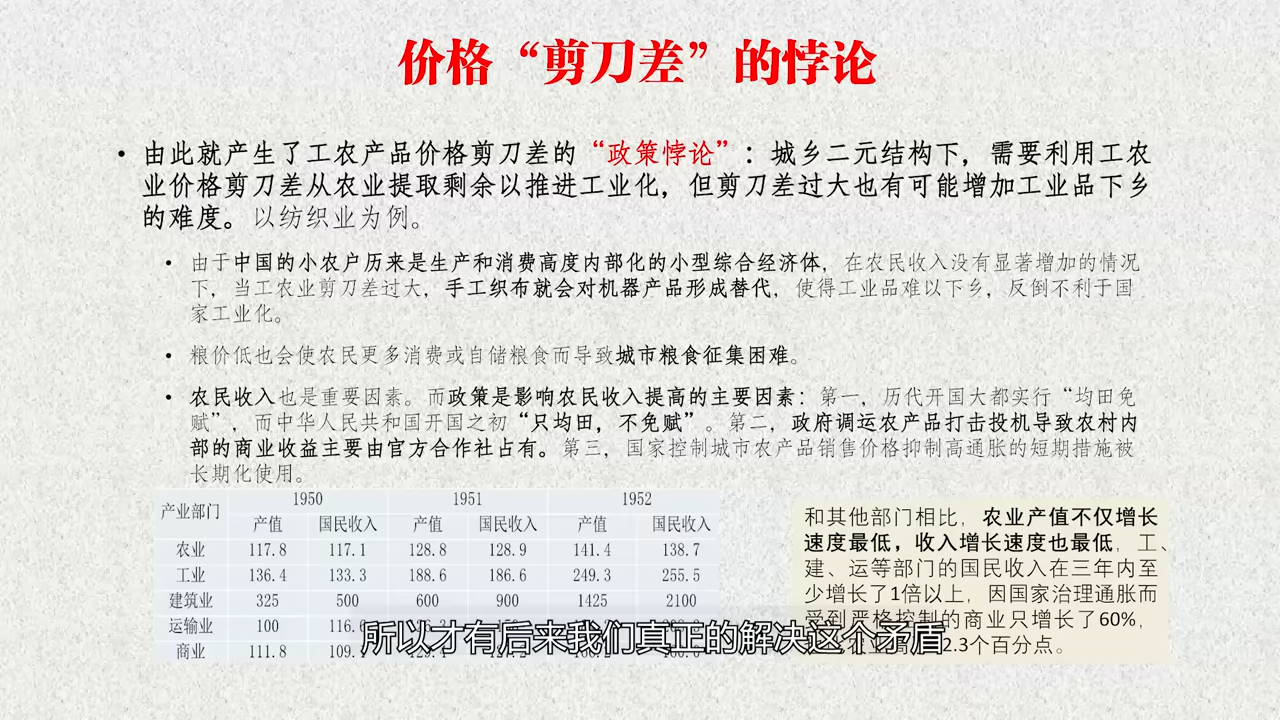 价格“剪刀差”的悖论
• 由此就产生了工农产品价格剪刀差的“政策悖论”：城乡二元结构下，需要利用工农
业价格剪刀差从农业提取剩余以推进工业化，但剪刀差过大也有可能增加工业品下乡
的难度。以纺织业为例。
• 由于中国的小农户历来是生产和消费高度内部化的小型综合经济体，在农民收入没有显著增加的情况
下，当工农业剪刀差过大，手工织布就会对机器产品形成替代，使得工业品难以下乡，反倒不利于国
家工业化。
• 粮价低也会使农民更多消费或自储粮食而导致城市粮食征集困难。
• 农民收入也是重要因素。而政策是影响农民收入提高的主要因素：第一，历代开国大都实行“均田免
赋”，而中华人民共和国开国之初“只均田，不免赋”。第二，政府调运农产品打击投机导致农村内
部的商业收益主要由官方合作社占有。第三，国家控制城市农产品销售价格抑制高通胀的短期措施被
长期化使用。
产业部门 1950 1951 1952
产值 国民收入 产值 国民收入 产值 国民收入
农业 117.8 117.1 128.8 128.9 141.4 138.7
工业 136.4 133.3 188.6 186.6 249.3 255.5
建筑业 325 500 600 900 1425 2100
运输业 100 116.6
商业 111.8 109.
和其他部门相比，农业产值不仅增长
速度最低，收入增长速度也最低，工、
建、运等部门的国民收入在三年内至
少增长了1倍以上，因国家治理通胀而
受到严格控制的商业只增长了60%，
2.3个百分点。
所以才有后来我们真正的解决这个矛盾